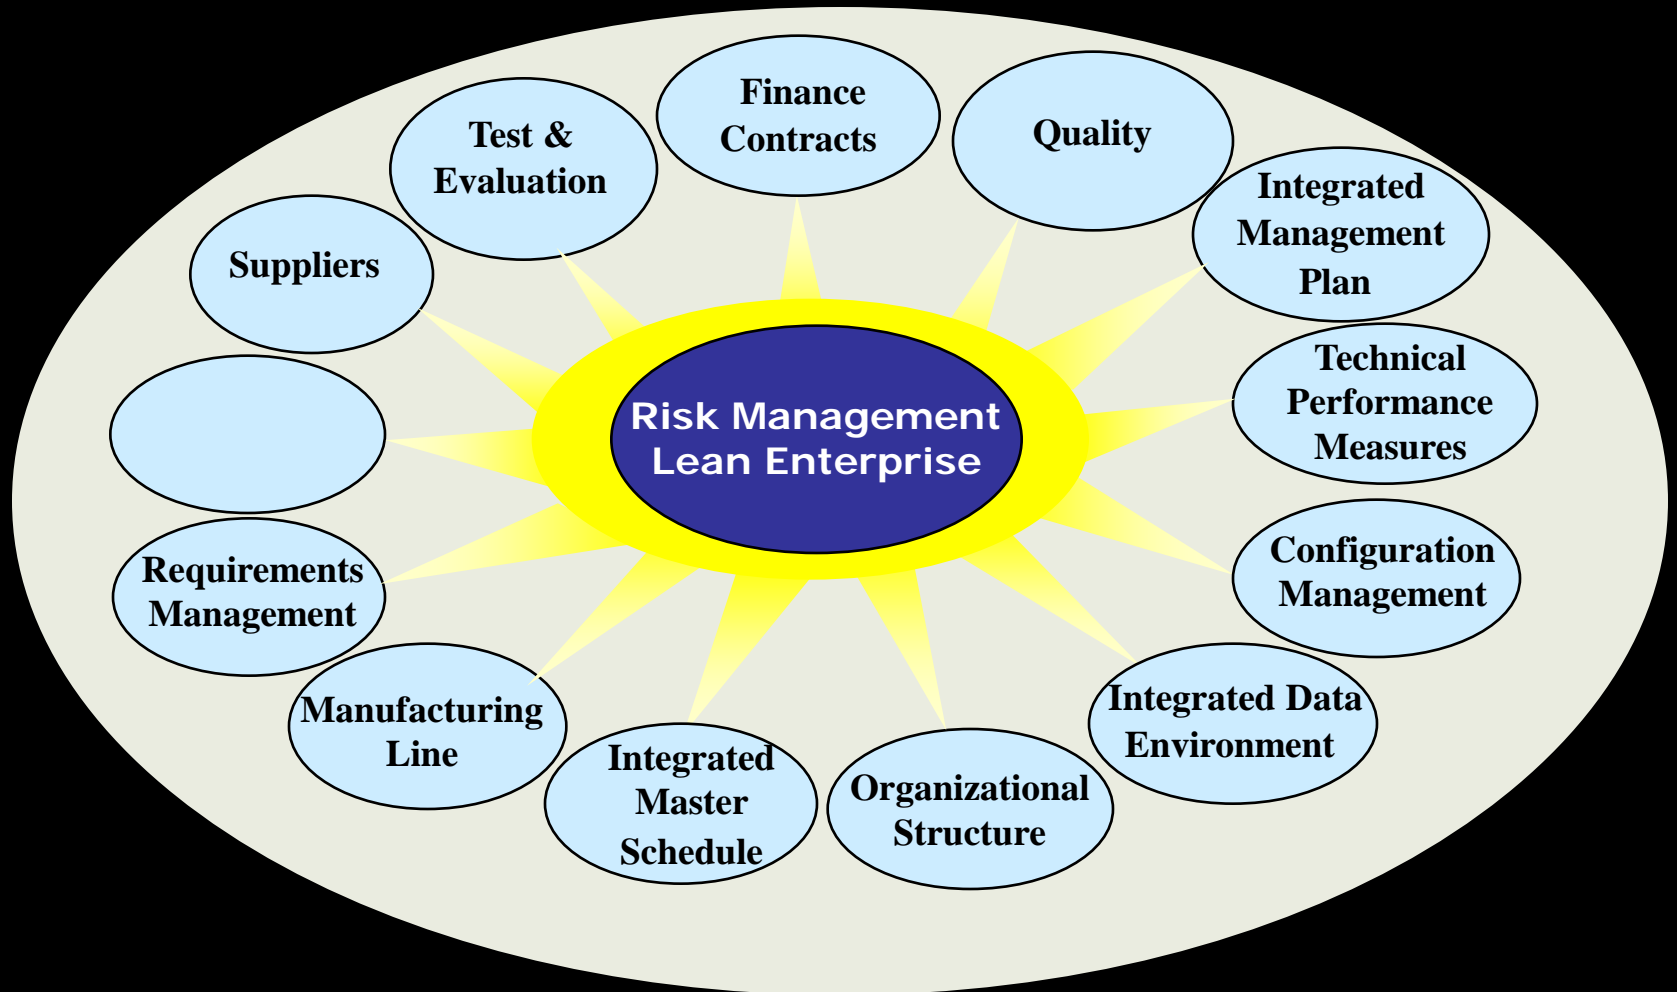 Finance
Contracts
Quality
Test &
Evaluation
Integrated
Management
Plan
Suppliers
Technical
Performance
Measures
Risk Management
Lean Enterprise
Configuration
Management
Requirements
Management
Integrated Data
Environment
Manufacturing
Line
Integrated
Master
Schedule
Organizational
Structure